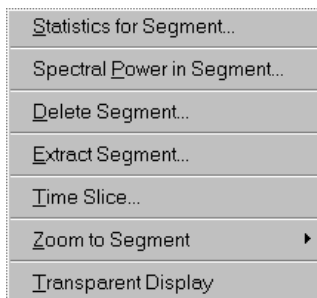 Statistics for Segment...
Spectral Power in Segment...
Delete Segment...
Extract Segment...
Time Slice...
Zoom to Segment
Transparent Display